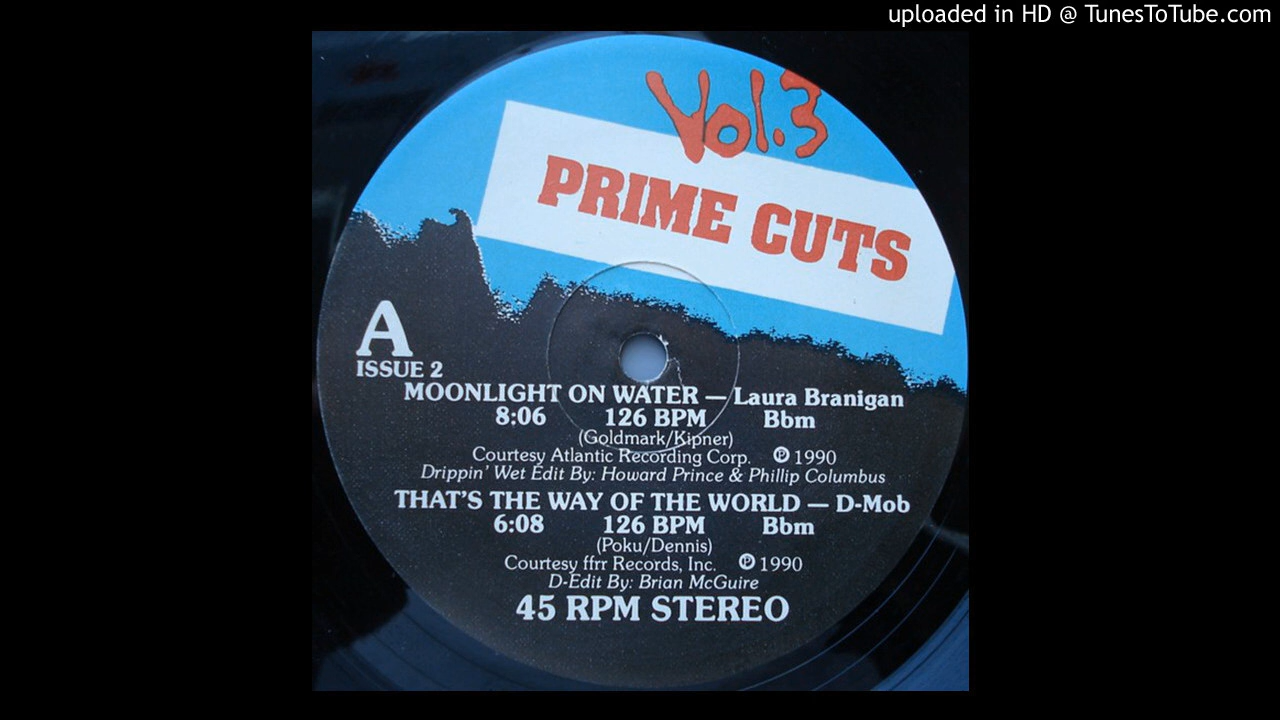 uploaded in HD @ TunesToTube.com
Vol.3
PRIME CUTS
A
ISSUE 2
MOONLIGHT ON WATER — Laura Branigan
8:06 126 BPM Bbm
(Goldmark/Kipner)
Courtesy Atlantic Recording Corp. ℗ 1990
Drippin' Wet Edit By: Howard Prince & Phillip Columbus
THAT'S THE WAY OF THE WORLD — D-Mob
6:08 126 BPM Bbm
(Poku/Dennis)
Courtesy ffrr Records, Inc. ℗ 1990
D-Edit By: Brian McGuire
45 RPM STEREO